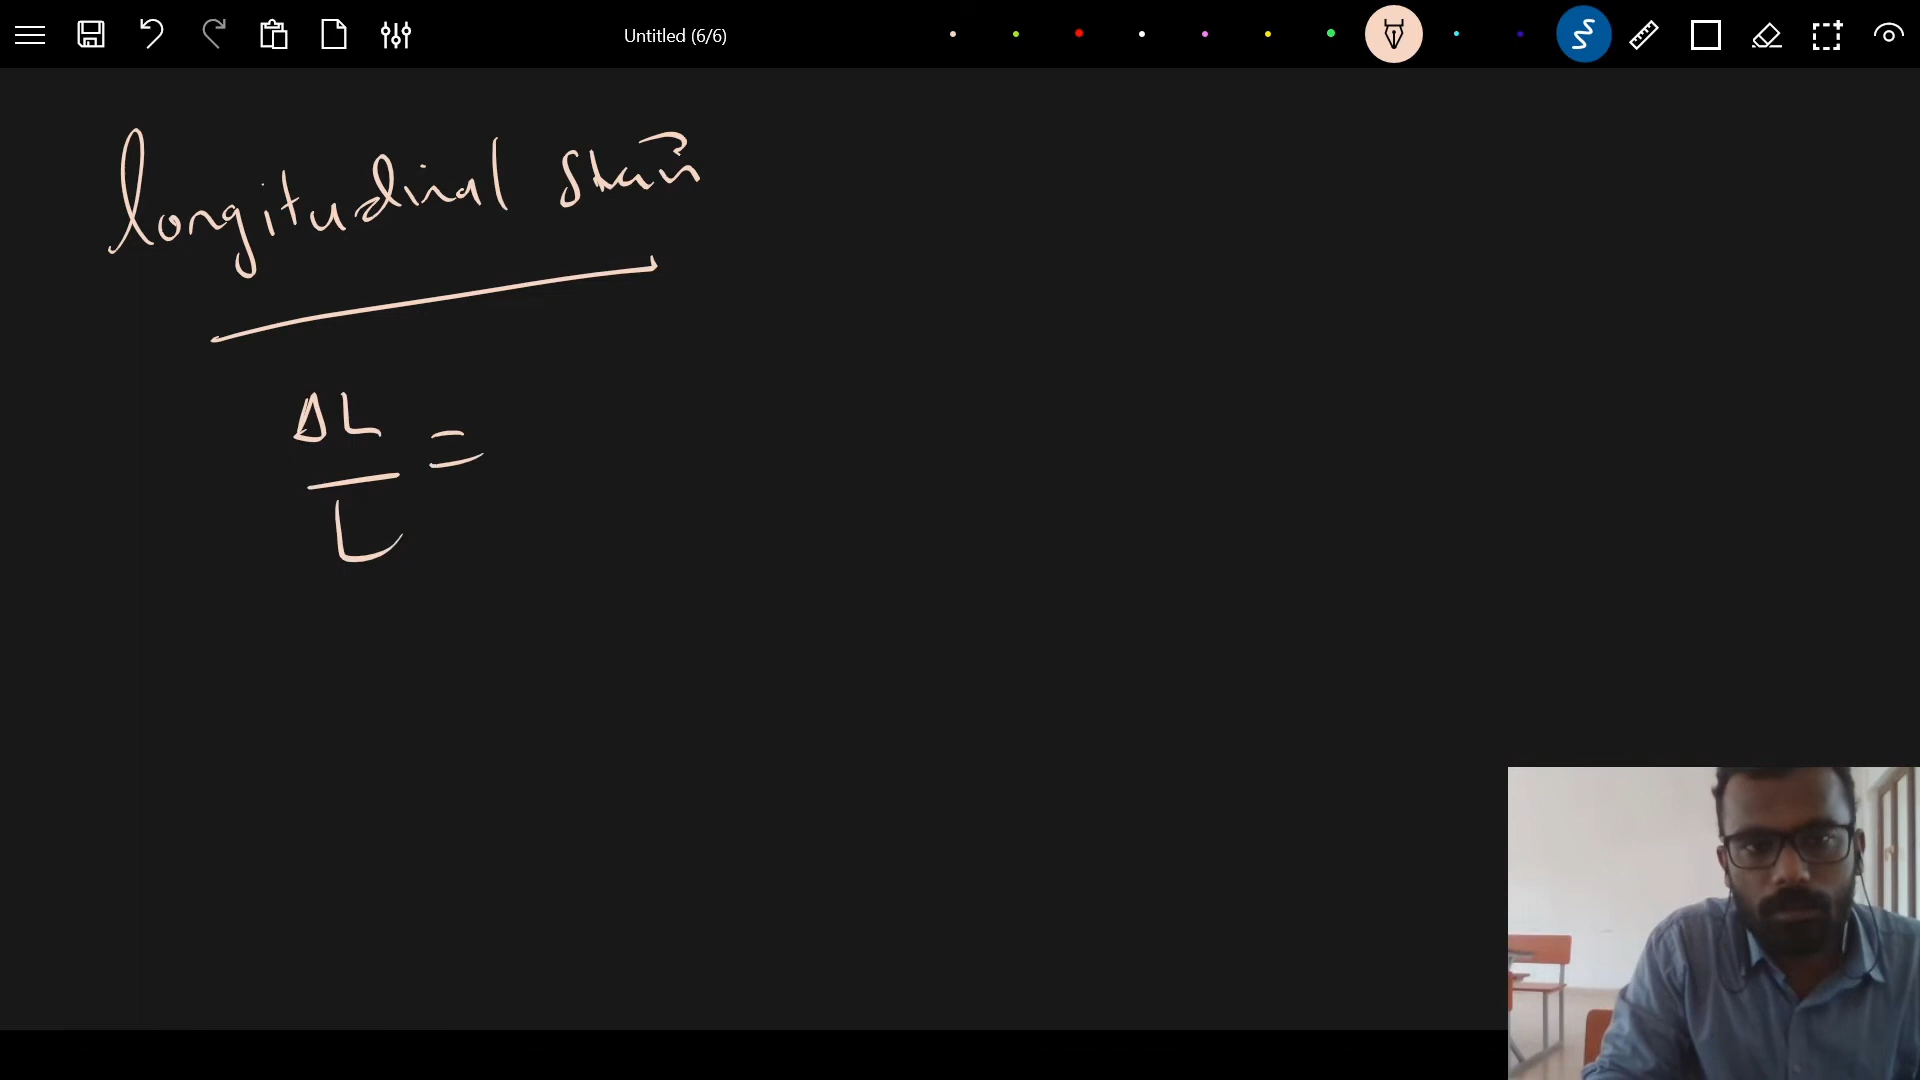 Untitled (6/6)
longitudinal strain
ΔL
L
=